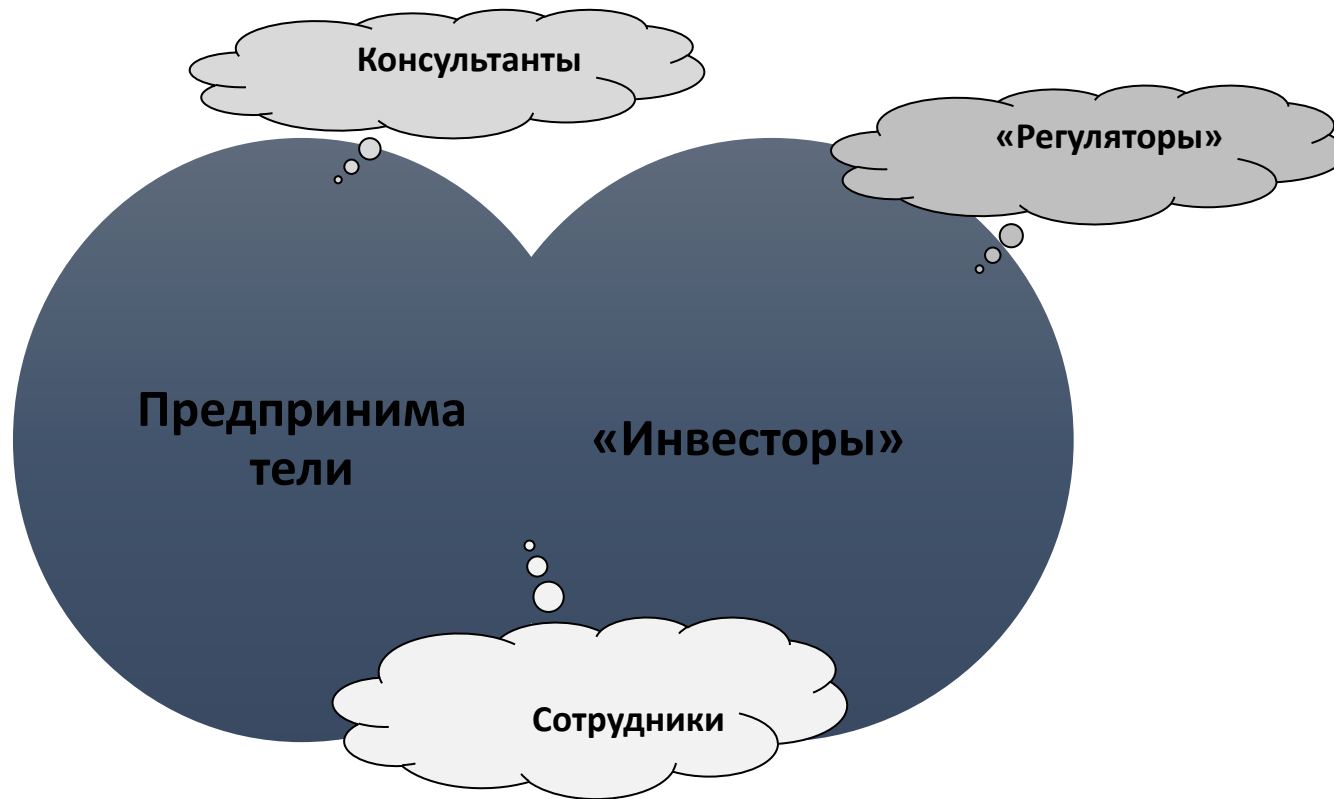 Консультанты
«Регуляторы»
Предпринима
тели
«Инвесторы»
Сотрудники